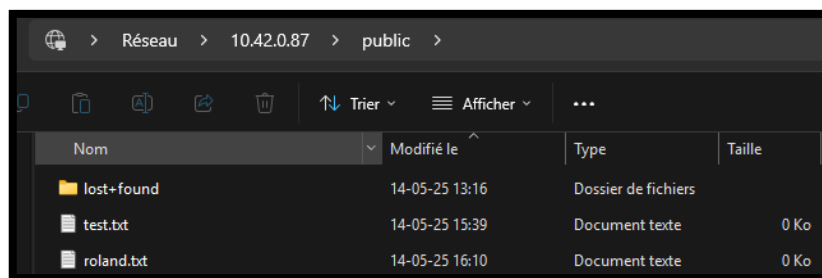 Réseau > 10.42.0.87 > public >
Trier Afficher ...
Nom Modifié le Type Taille
lost+found 14-05-25 13:16 Dossier de fichiers
test.txt 14-05-25 15:39 Document texte 0 Ko
roland.txt 14-05-25 16:10 Document texte 0 Ko